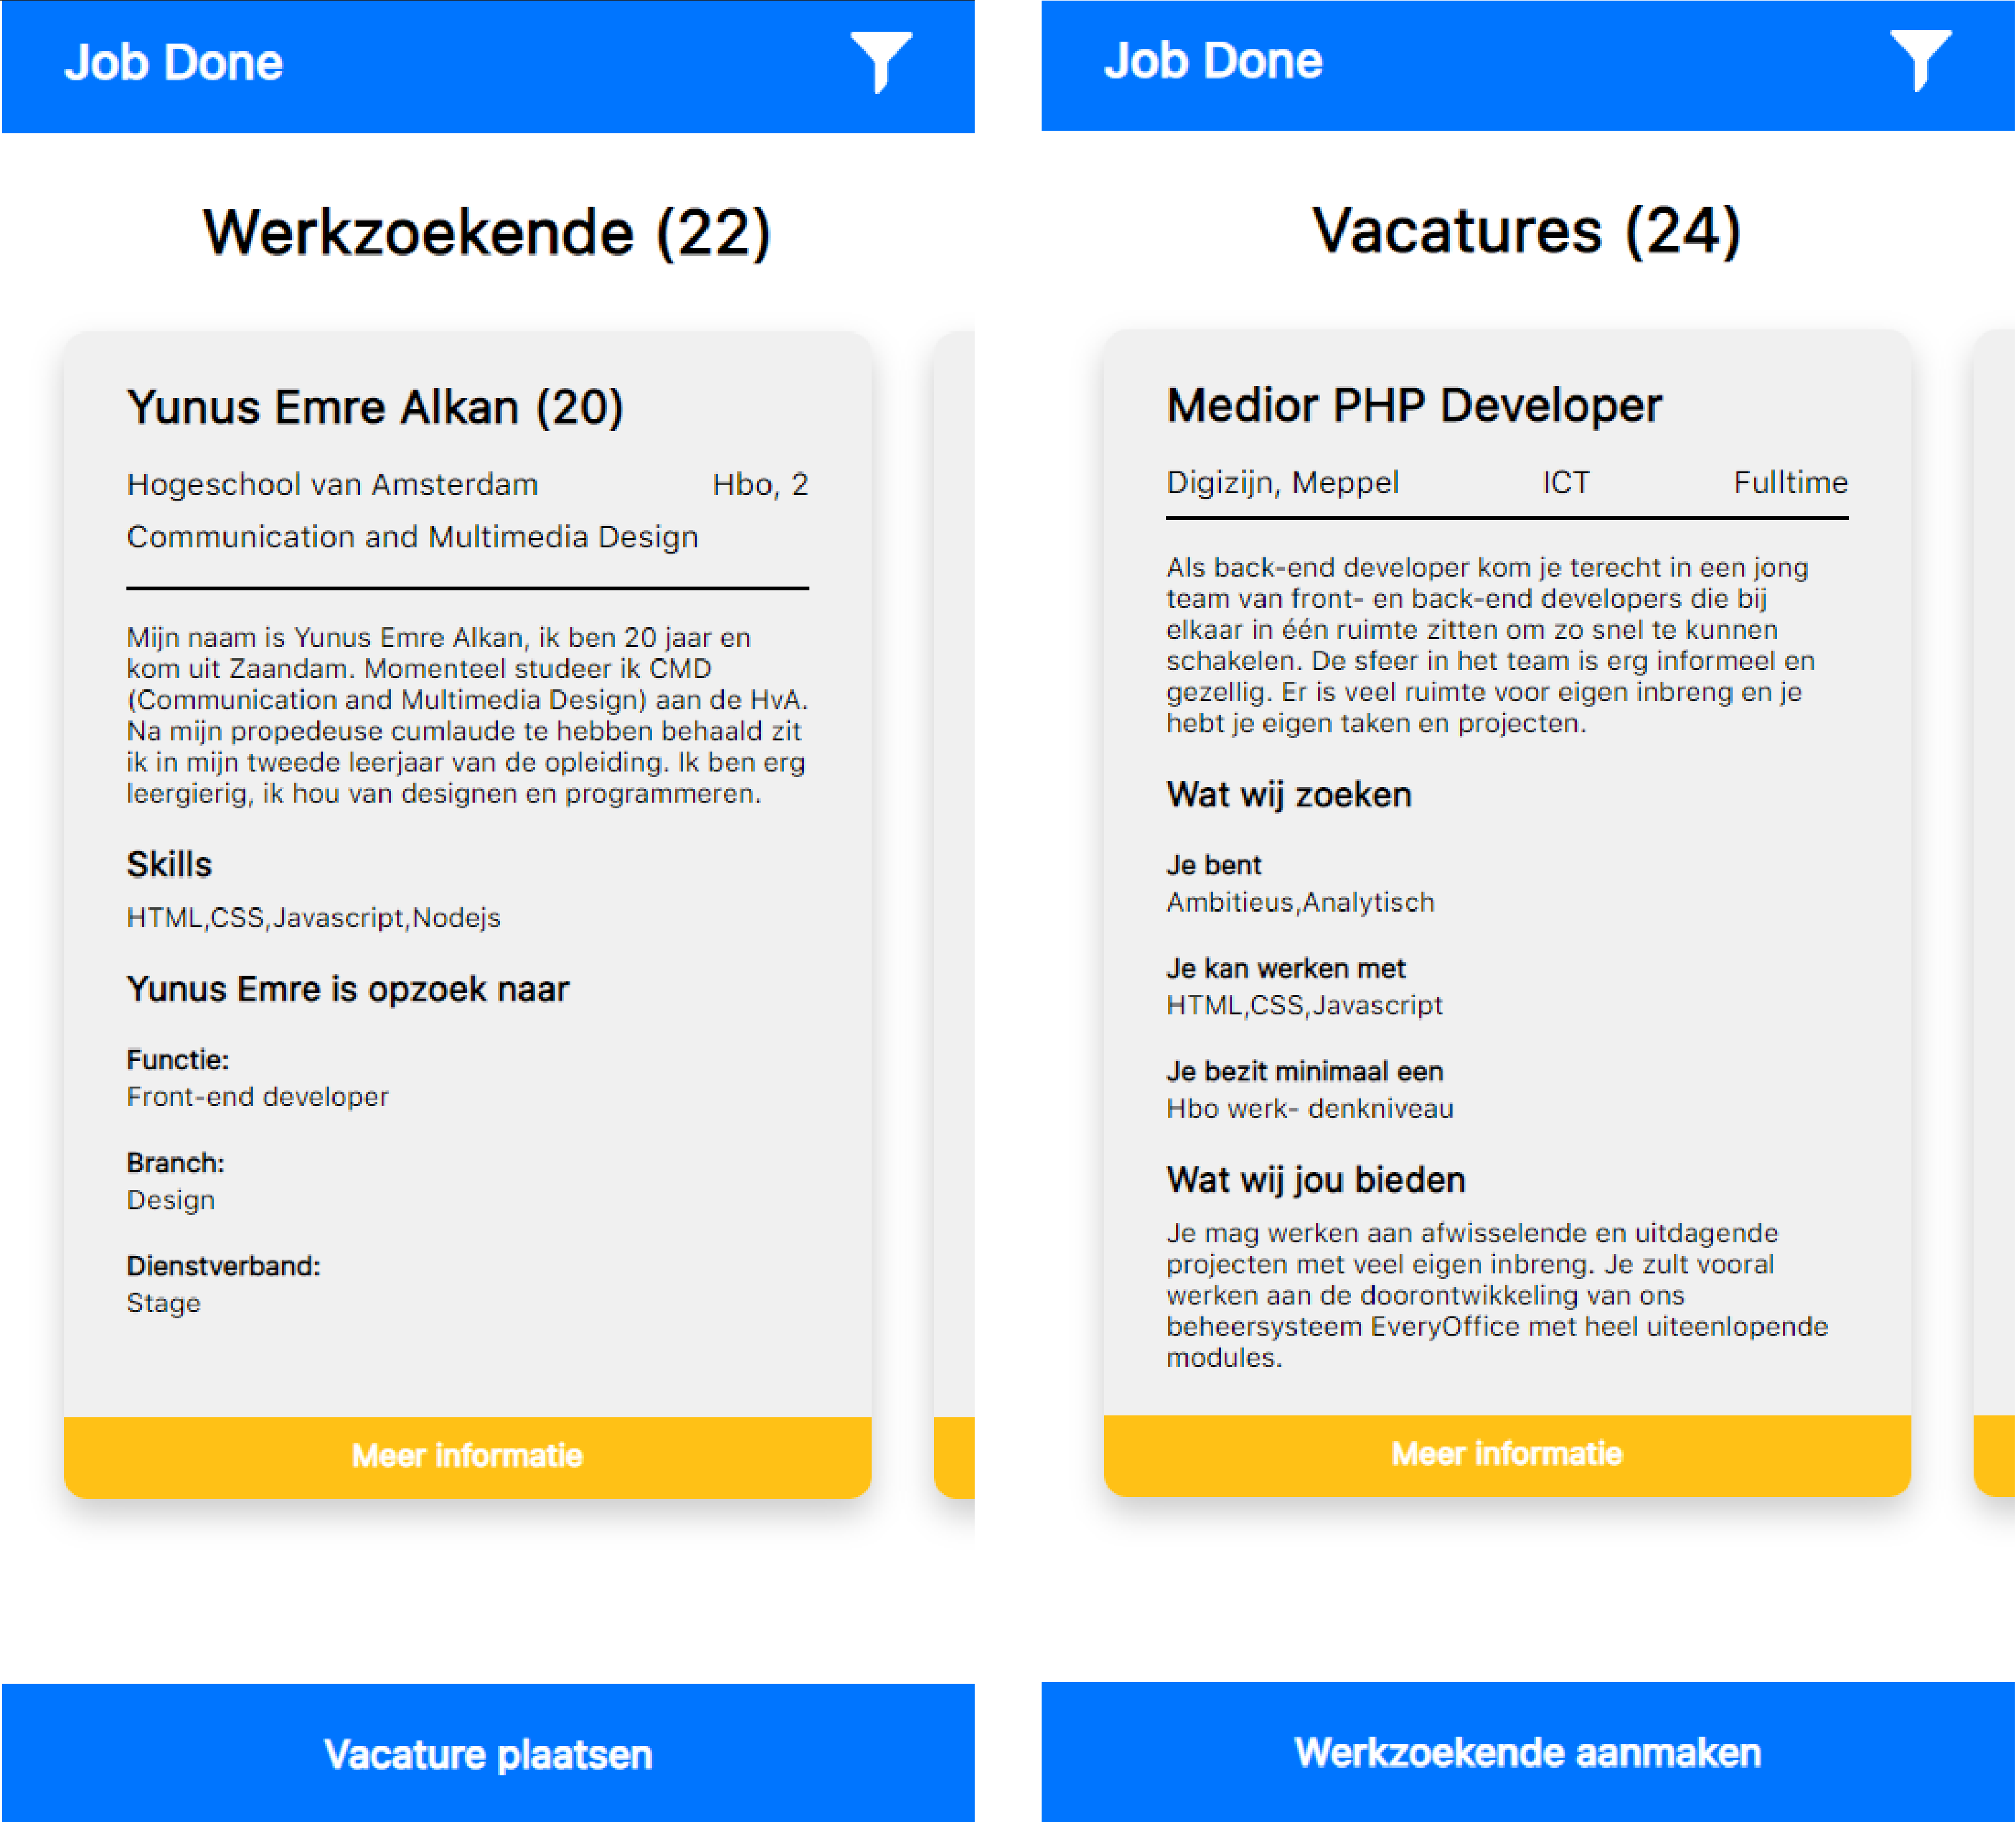 Job Done
Werkzoekende (22)
Yunus Emre Alkan (20)
Hogeschool van Amsterdam Hbo, 2
Communication and Multimedia Design
Mijn naam is Yunus Emre Alkan, ik ben 20 jaar en
kom uit Zaandam. Momenteel studeer ik CMD
(Communication and Multimedia Design) aan de HvA.
Na mijn propedeuse cumlaude te hebben behaald zit
ik in mijn tweede leerjaar van de opleiding. Ik ben erg
leergierig, ik hou van designen en programmeren.
Skills
HTML,CSS,Javascript,Nodejs
Yunus Emre is opzoek naar
Functie:
Front-end developer
Branch:
Design
Dienstverband:
Stage
Meer informatie
Vacature plaatsen
Job Done
Vacatures (24)
Medior PHP Developer
Digizijn, Meppel ICT Fulltime
Als back-end developer kom je terecht in een jong
team van front- en back-end developers die bij
elkaar in één ruimte zitten om zo snel te kunnen
schakelen. De sfeer in het team is erg informeel en
gezellig. Er is veel ruimte voor eigen inbreng en je
hebt je eigen taken en projecten.
Wat wij zoeken
Je bent
Ambitieus,Analytisch
Je kan werken met
HTML,CSS,Javascript
Je bezit minimaal een
Hbo werk- denkniveau
Wat wij jou bieden
Je mag werken aan afwisselende en uitdagende
projecten met veel eigen inbreng. Je zult vooral
werken aan de doorontwikkeling van ons
beheersysteem EveryOffice met heel uiteenlopende
modules.
Meer informatie
Werkzoekende aanmaken